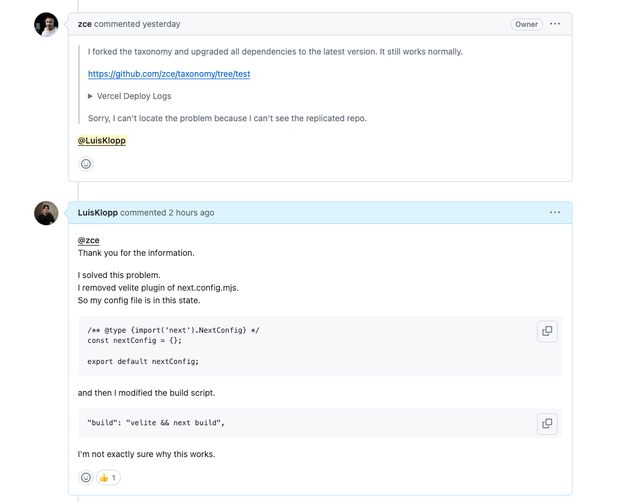 zce commented yesterday
Owner
I forked the taxonomy and upgraded all dependencies to the latest version. It still works normally.
https://github.com/zce/taxonomy/tree/test
Vercel Deploy Logs
Sorry, I can't locate the problem because I can't see the replicated repo.
@LuisKlopp
LuisKlopp commented 2 hours ago
@zce
Thank you for the information.
I solved this problem.
I removed velite plugin of next.config.mjs.
So my config file is in this state.
/** @type {import('next').NextConfig} */
const nextConfig = {};
export default nextConfig;
and then I modified the build script.
"build": "velite && next build",
I'm not exactly sure why this works.
👍 1